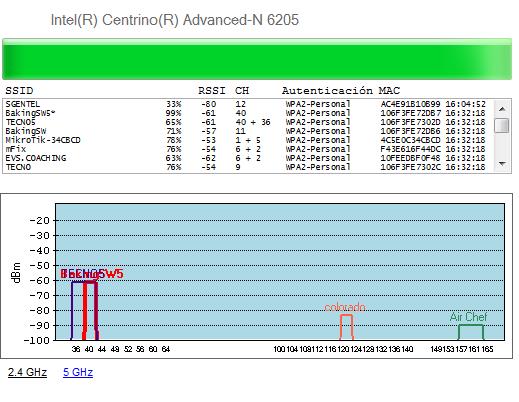 Intel(R) Centrino(R) Advanced-N 6205
SSID RSSI CH Autenticación MAC
SGENTEL 33% -80 12 WPA2-Personal AC4E91B10B99 16:04:52
BakingSW5* 99% -61 40 WPA2-Personal 106F3FE72DB7 16:32:18
TECNO5 65% -61 40 + 36 WPA2-Personal 106F3FE7302D 16:32:18
BakingSW 71% -57 11 WPA2-Personal 106F3FE72DB6 16:32:18
MikroTik-34CBCD 78% -53 1 + 5 WPA2-Personal 4C5E0C34CBCD 16:32:18
mFix 76% -54 6 + 2 WPA2-Personal F43E616F44DC 16:32:18
EVS.COACHING 63% -62 6 + 2 WPA2-Personal 10FEEDBF0F48 16:32:18
TECNO 76% -54 9 WPA2-Personal 106F3FE7302C 16:32:18
dBm
-20
-30
-40
-50
-60
-70
-80
-90
-100
TECNO5
BakingSW5
colorado
Air Chef
36 40 44 48 52 56 60 64 100 104 108 112 116 120 124 128 132 136 140 149 153 157 161 165
2.4 GHz 5 GHz